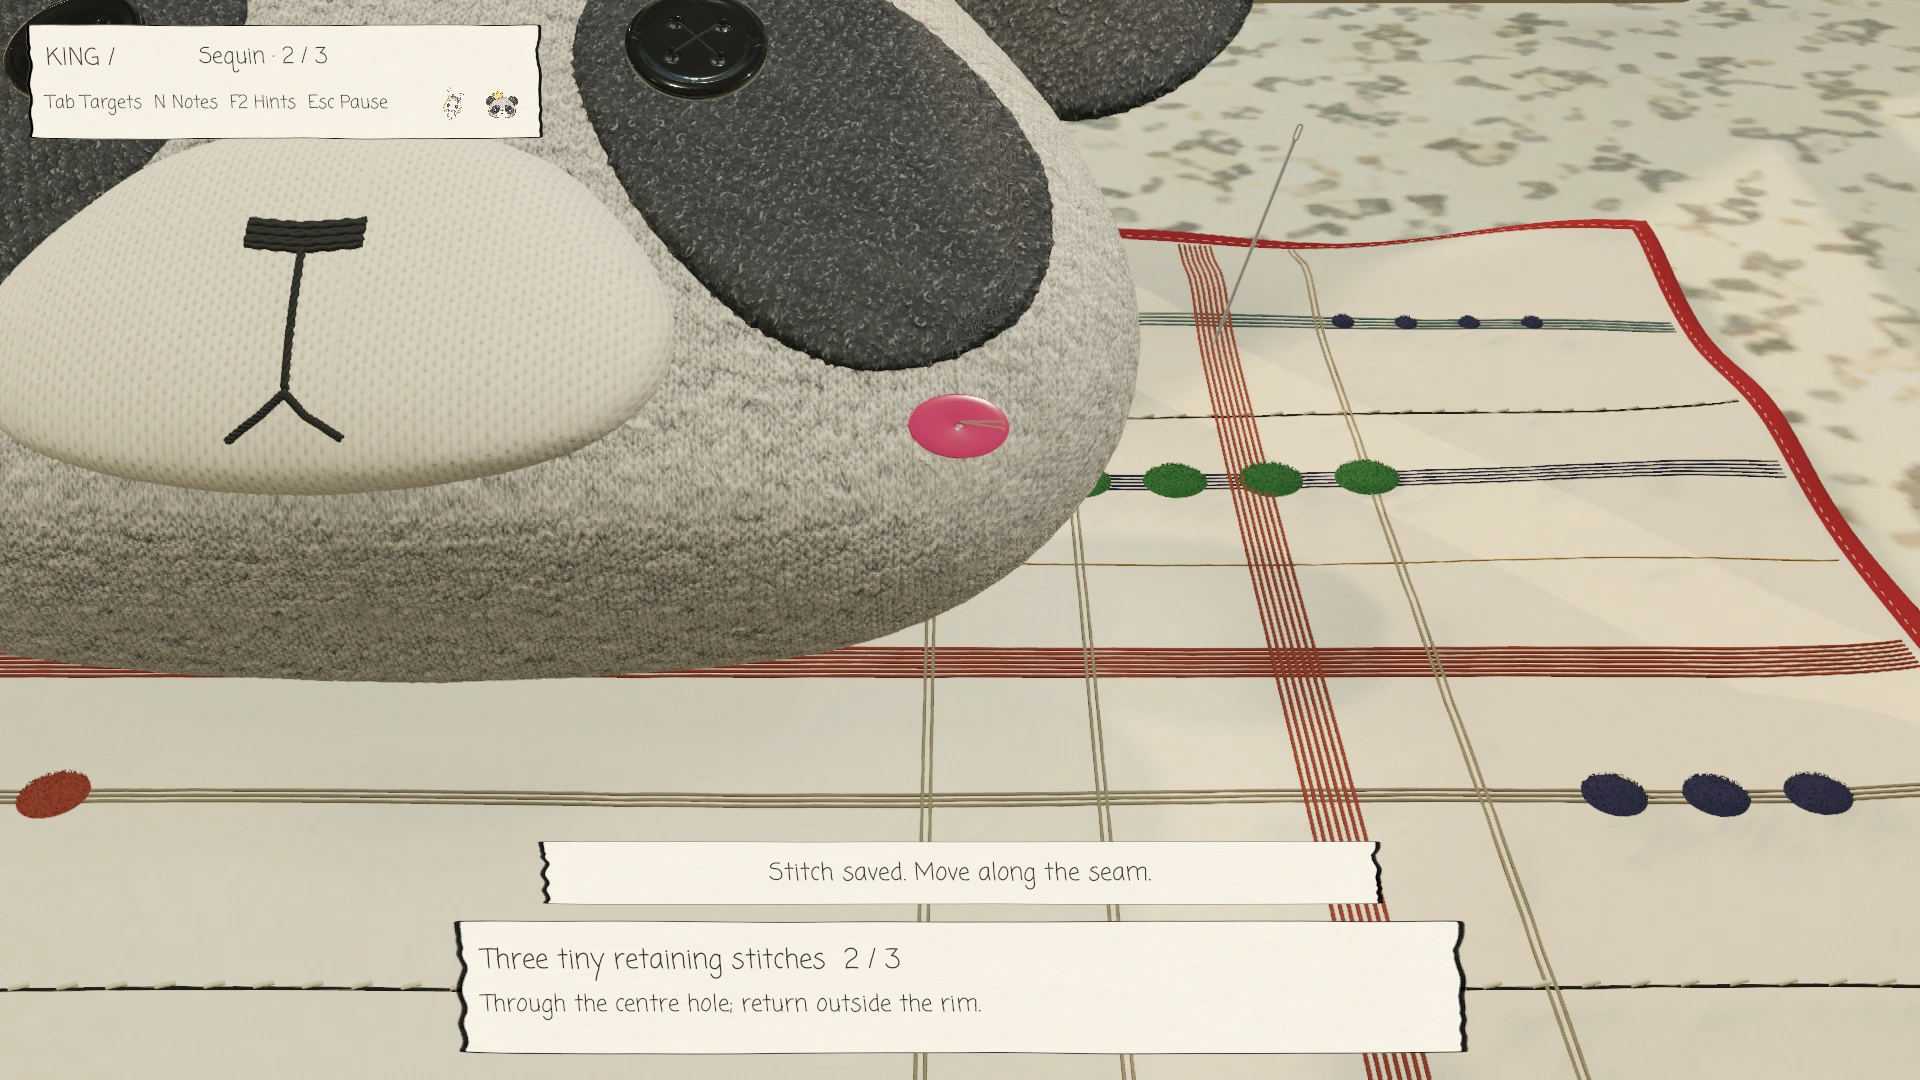 KING / Sequin · 2 / 3
Tab Targets N Notes F2 Hints Esc Pause
Stitch saved. Move along the seam.
Three tiny retaining stitches 2 / 3
Through the centre hole; return outside the rim.